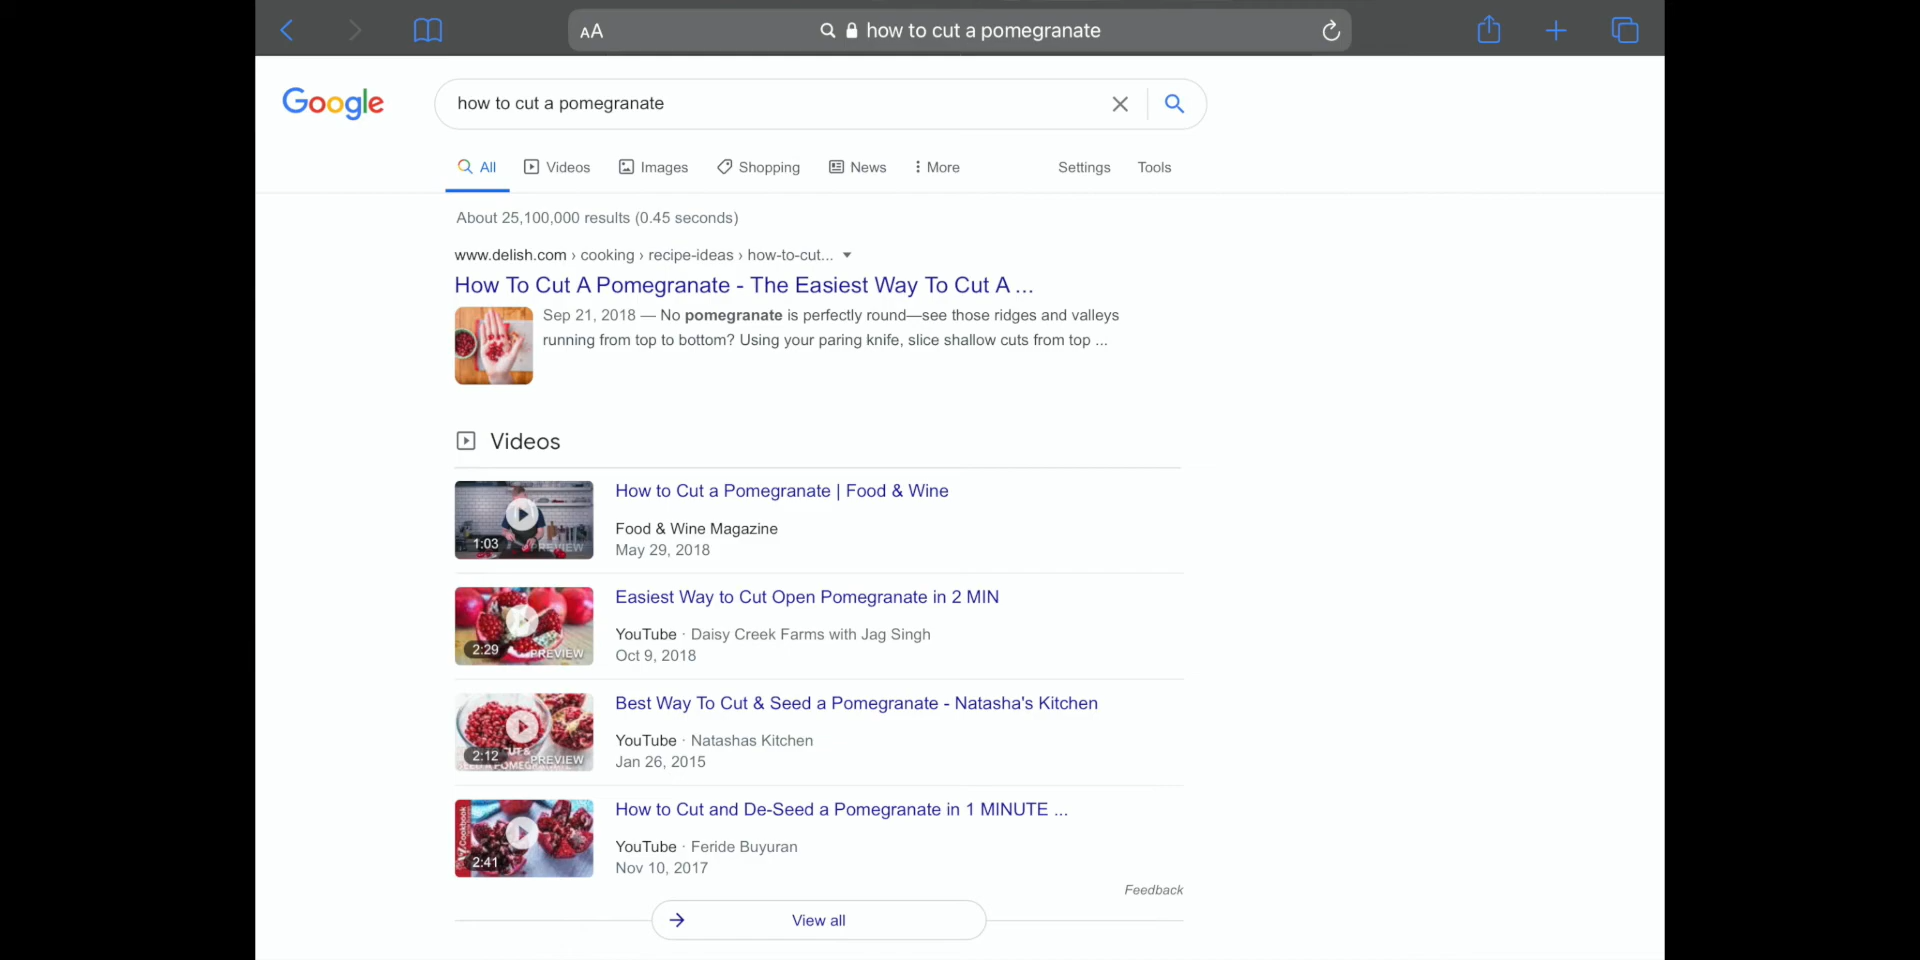 AA how to cut a pomegranate
Google how to cut a pomegranate
All Videos Images Shopping News More Settings Tools
About 25,100,000 results (0.45 seconds)
www.delish.com › cooking › recipe-ideas › how-to-cut...
How To Cut A Pomegranate - The Easiest Way To Cut A ...
Sep 21, 2018 — No pomegranate is perfectly round—see those ridges and valleys
running from top to bottom? Using your paring knife, slice shallow cuts from top ...
Videos
How to Cut a Pomegranate | Food & Wine
Food & Wine Magazine
May 29, 2018
1:03 PREVIEW
Easiest Way to Cut Open Pomegranate in 2 MIN
YouTube · Daisy Creek Farms with Jag Singh
Oct 9, 2018
2:29 PREVIEW
Best Way To Cut & Seed a Pomegranate - Natasha's Kitchen
YouTube · Natashas Kitchen
Jan 26, 2015
2:12 PREVIEW
How to Cut and De-Seed a Pomegranate in 1 MINUTE ...
YouTube · Feride Buyuran
Nov 10, 2017
2:41
Feedback
View all